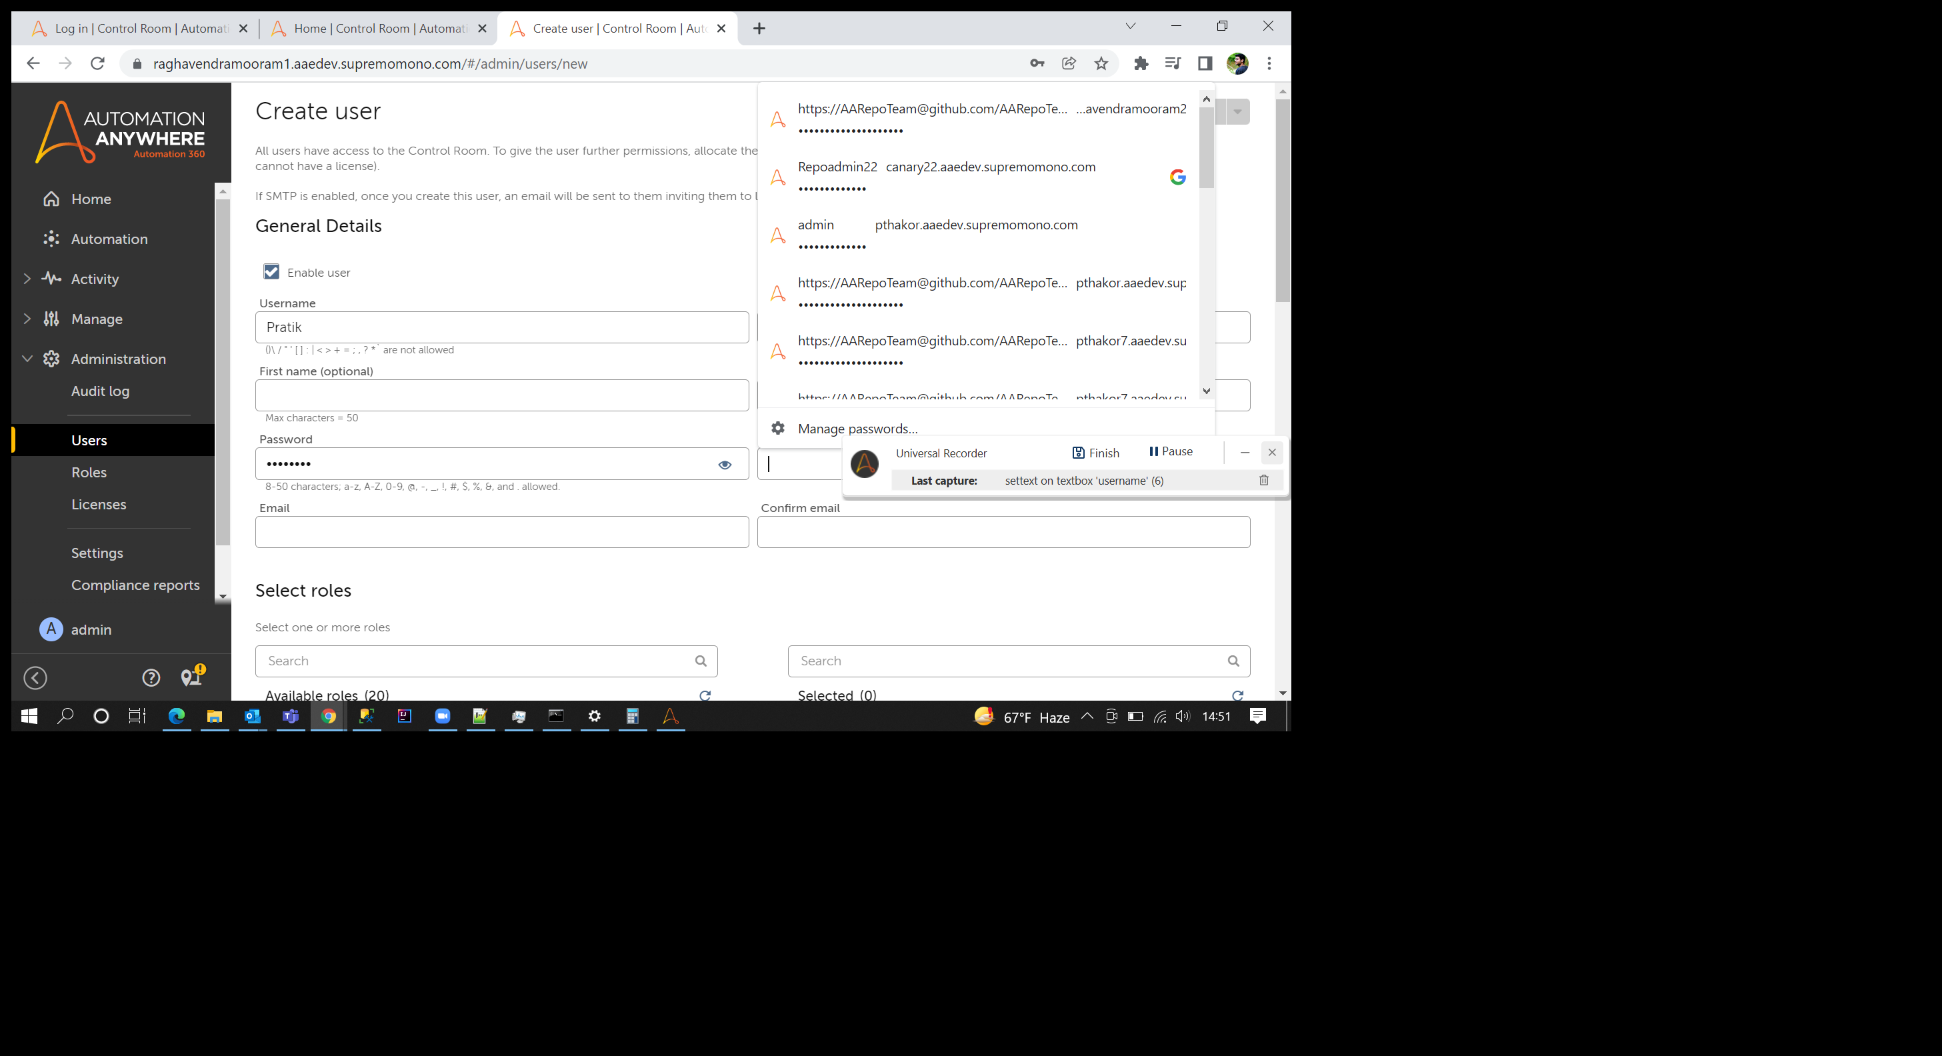 Log in | Control Room | Automati
Home | Control Room | Automati
Create user | Control Room | Aut
raghavendramooram1.aaedev.supremomono.com/#/admin/users/new
AUTOMATION
ANYWHERE
Automation 360
Home
Automation
Activity
Manage
Administration
Audit log
Users
Roles
Licenses
Settings
Compliance reports
A admin
Create user
All users have access to the Control Room. To give the user further permissions, allocate the
cannot have a license).
If SMTP is enabled, once you create this user, an email will be sent to them inviting them to l
General Details
Enable user
Username
Pratik
are not allowed
First name (optional)
Max characters = 50
Password
••••••••
8-50 characters; a-z, A-Z, 0-9, @, -, _, !, #, $, %, &, and . allowed.
Email
Confirm email
Select roles
Select one or more roles
Search
Search
Available roles (20)
Selected (0)
https://AARepoTeam@github.com/AARepoTe... ...avendramooram2
•••••••••••••••••••••
Repoadmin22 canary22.aaedev.supremomono.com
•••••••••••••
admin pthakor.aaedev.supremomono.com
•••••••••••••
https://AARepoTeam@github.com/AARepoTe... pthakor.aaedev.sup
•••••••••••••••••••••
https://AARepoTeam@github.com/AARepoTe... pthakor7.aaedev.su
•••••••••••••••••••••
https://AARepoTeam@github.com/AARepoTe... pthakor7.aaedev.su
Manage passwords...
Universal Recorder
Finish
Pause
Last capture: settext on textbox 'username' (6)
67°F Haze
14:51